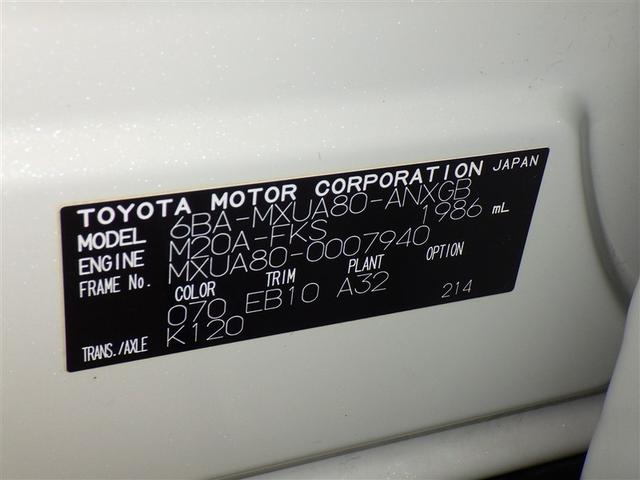 TOYOTA MOTOR CORPORATION JAPAN
MODEL 6BA-MXUA80-ANXGB
ENGINE M20A-FKS 1986 mL
FRAME No. MXUA80-0007940
COLOR TRIM PLANT OPTION
070 EB10 A32 214
TRANS./AXLE K120